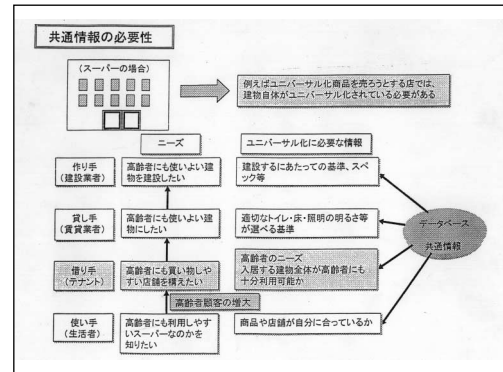 共通情報の必要性
(スーパーの場合)
例えばユニバーサル化商品を売ろうとする店では、
建物自体がユニバーサル化されている必要がある
ニーズ
ユニバーサル化に必要な情報
作り手
(建設業者)
高齢者にも使いよい建
物を建設したい
建設するにあたっての基準、スペ
ック等
貸し手
(賃貸業者)
高齢者にも使いよい建
物にしたい
適切なトイレ・床・照明の明るさ等
が選べる基準
データベース
共通情報
借り手
(テナント)
高齢者にも買い物しや
すい店舗を構えたい
高齢者のニーズ
入居する建物全体が高齢者にも
十分利用可能か
高齢者顧客の増大
使い手
(生活者)
高齢者にも利用しやす
いスーパーなのかを
知りたい
商品や店舗が自分に合っているか